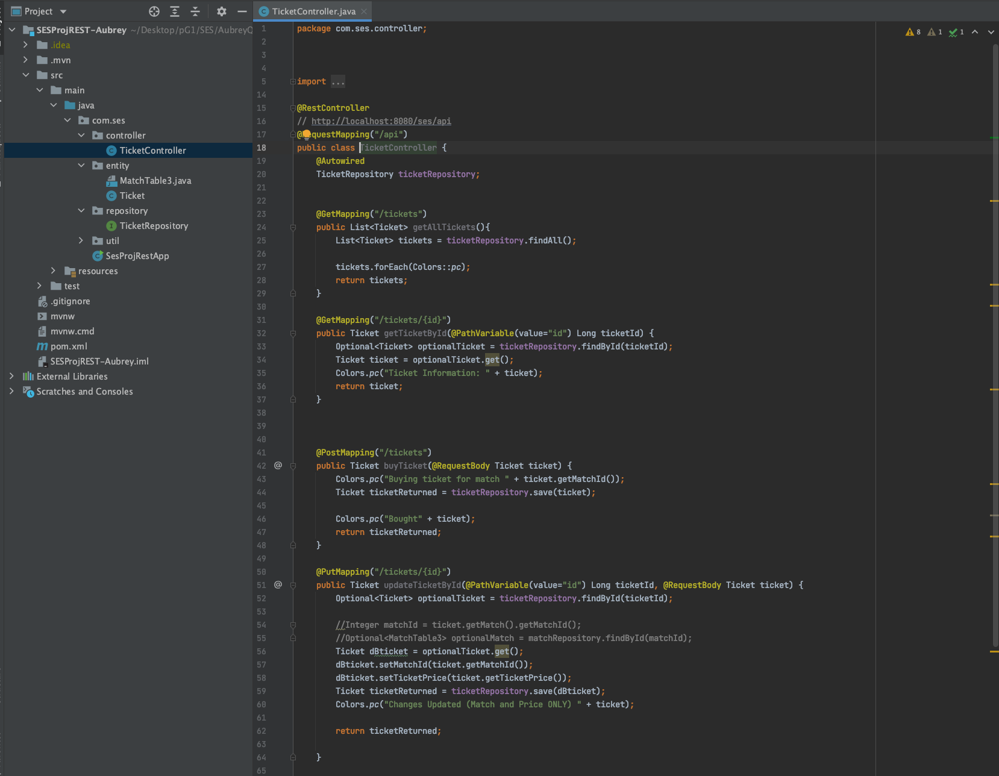 Project
TicketController.java
SESProjREST-Aubrey ~/Desktop/pG1/SES/AubreyQ
.idea
.mvn
src
main
java
com.ses
controller
TicketController
entity
MatchTable3.java
Ticket
repository
TicketRepository
util
SesProjRestApp
resources
test
.gitignore
mvnw
mvnw.cmd
pom.xml
SESProjREST-Aubrey.iml
External Libraries
Scratches and Consoles
8 1 1
1 package com.ses.controller;
2
3
4
5 import ...
14
15 @RestController
16 // http://localhost:8080/ses/api
17 @RequestMapping("/api")
18 public class TicketController {
19 @Autowired
20 TicketRepository ticketRepository;
21
22
23 @GetMapping("/tickets")
24 public List<Ticket> getAllTickets(){
25 List<Ticket> tickets = ticketRepository.findAll();
26
27 tickets.forEach(Colors::pc);
28 return tickets;
29 }
30
31 @GetMapping("/tickets/{id}")
32 public Ticket getTicketById(@PathVariable(value="id") Long ticketId) {
33 Optional<Ticket> optionalTicket = ticketRepository.findById(ticketId);
34 Ticket ticket = optionalTicket.get();
35 Colors.pc("Ticket Information: " + ticket);
36 return ticket;
37 }
38
39
40
41 @PostMapping("/tickets")
42 @ public Ticket buyTicket(@RequestBody Ticket ticket) {
43 Colors.pc("Buying ticket for match " + ticket.getMatchId());
44 Ticket ticketReturned = ticketRepository.save(ticket);
45
46 Colors.pc("Bought" + ticket);
47 return ticketReturned;
48 }
49
50 @PutMapping("/tickets/{id}")
51 @ public Ticket updateTicketById(@PathVariable(value="id") Long ticketId, @RequestBody Ticket ticket) {
52 Optional<Ticket> optionalTicket = ticketRepository.findById(ticketId);
53
54 //Integer matchId = ticket.getMatch().getMatchId();
55 //Optional<MatchTable3> optionalMatch = matchRepository.findById(matchId);
56 Ticket dBticket = optionalTicket.get();
57 dBticket.setMatchId(ticket.getMatchId());
58 dBticket.setTicketPrice(ticket.getTicketPrice());
59 Ticket ticketReturned = ticketRepository.save(dBticket);
60 Colors.pc("Changes Updated (Match and Price ONLY) " + ticket);
61
62 return ticketReturned;
63
64 }
65